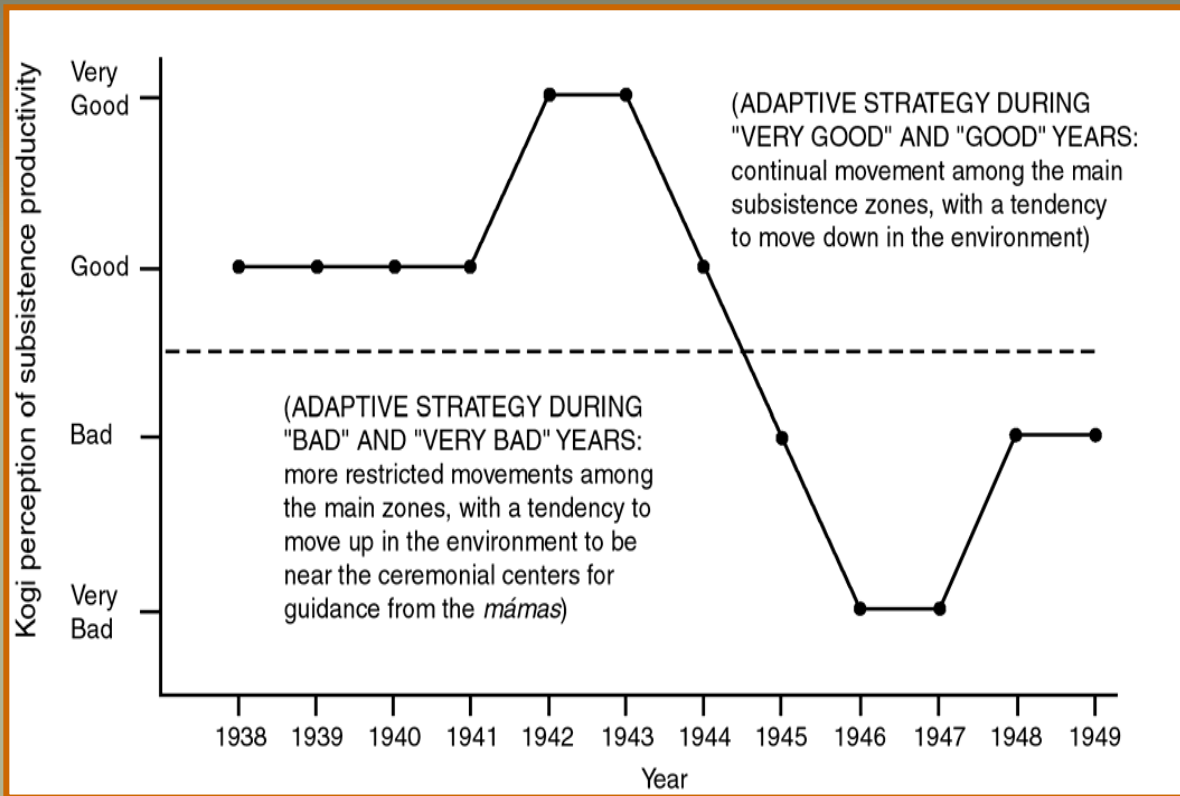 Kogi perception of subsistence productivity
Very
Good
Good
Bad
Very
Bad
(ADAPTIVE STRATEGY DURING
"VERY GOOD" AND "GOOD" YEARS:
continual movement among the main
subsistence zones, with a tendency
to move down in the environment)
(ADAPTIVE STRATEGY DURING
"BAD" AND "VERY BAD" YEARS:
more restricted movements among
the main zones, with a tendency to
move up in the environment to be
near the ceremonial centers for
guidance from the mámas)
1938 1939 1940 1941 1942 1943 1944 1945 1946 1947 1948 1949
Year